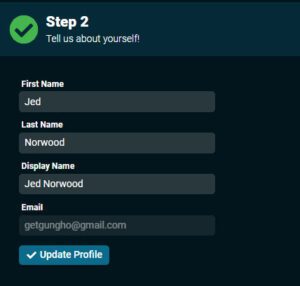 Step 2
Tell us about yourself!
First Name
Jed
Last Name
Norwood
Display Name
Jed Norwood
Email
getgungho@gmail.com
Update Profile